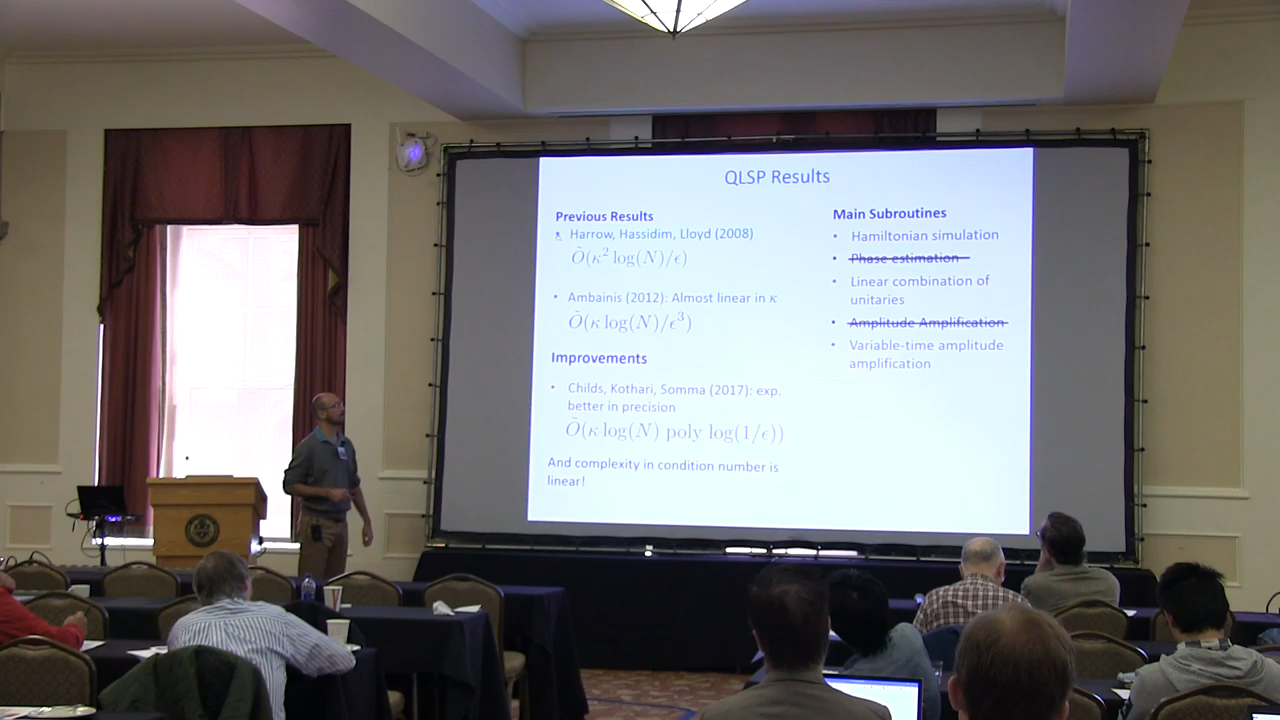 QLSP Results
Previous Results
• Harrow, Hassidim, Lloyd (2008)
Õ(κ² log(N)/ε)
• Ambainis (2012): Almost linear in κ
Õ(κ log(N)/ε³)
Improvements
• Childs, Kothari, Somma (2017): exp.
better in precision
Õ(κ log(N) poly log(1/ε))
And complexity in condition number is
linear!
Main Subroutines
• Hamiltonian simulation
• Phase estimation
• Linear combination of
unitaries
• Amplitude Amplification
• Variable-time amplitude
amplification